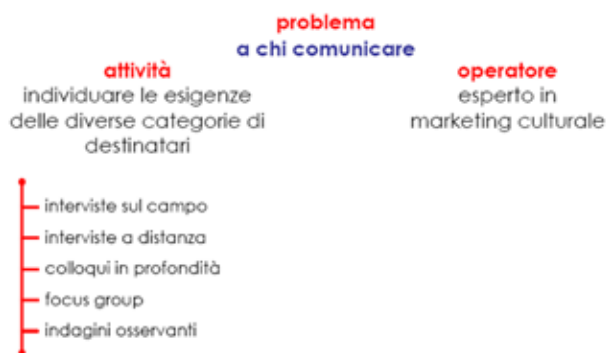 problema
a chi comunicare
attività
individuare le esigenze
delle diverse categorie di
destinatari
operatore
esperto in
marketing culturale
interviste sul campo
interviste a distanza
colloqui in profondità
focus group
indagini osservanti